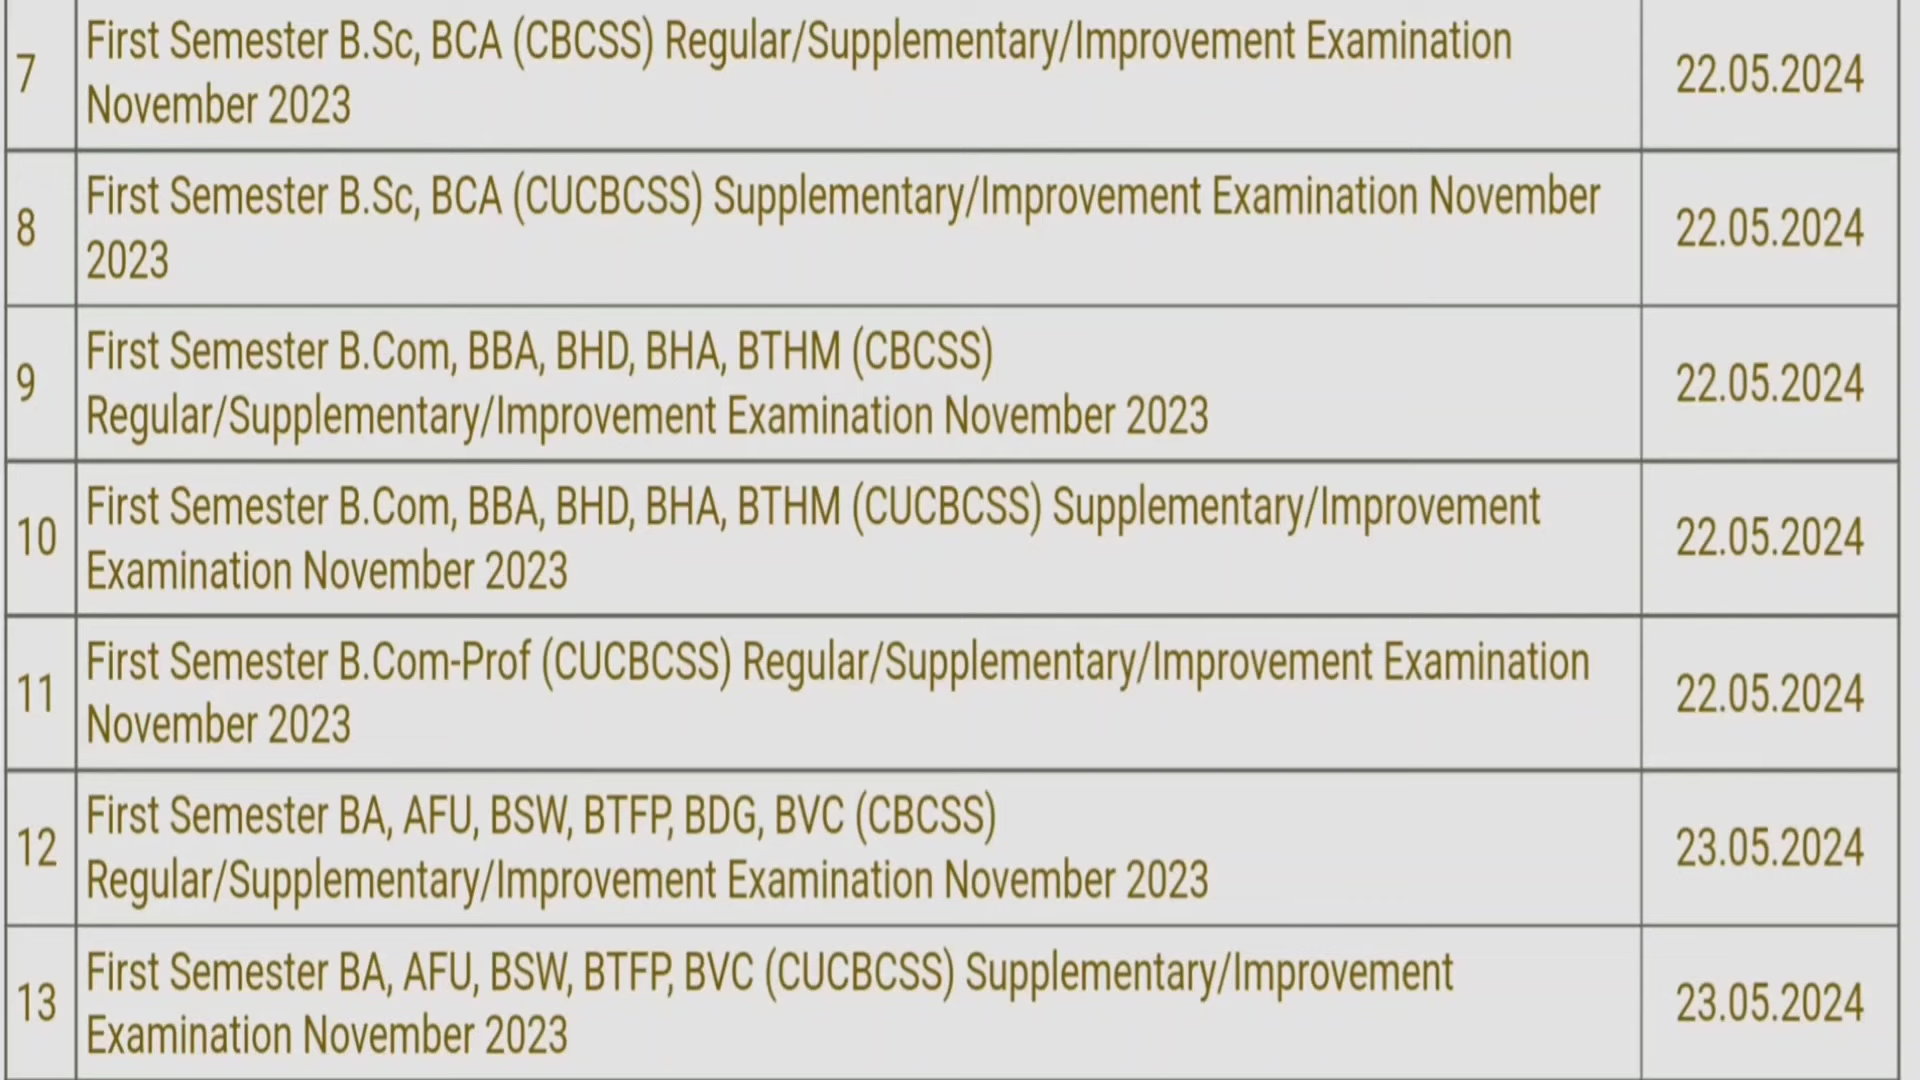 7
First Semester B.Sc, BCA (CBCSS) Regular/Supplementary/Improvement Examination
November 2023
22.05.2024
8
First Semester B.Sc, BCA (CUCBCSS) Supplementary/Improvement Examination November
2023
22.05.2024
9
First Semester B.Com, BBA, BHD, BHA, BTHM (CBCSS)
Regular/Supplementary/Improvement Examination November 2023
22.05.2024
10
First Semester B.Com, BBA, BHD, BHA, BTHM (CUCBCSS) Supplementary/Improvement
Examination November 2023
22.05.2024
11
First Semester B.Com-Prof (CUCBCSS) Regular/Supplementary/Improvement Examination
November 2023
22.05.2024
12
First Semester BA, AFU, BSW, BTFP, BDG, BVC (CBCSS)
Regular/Supplementary/Improvement Examination November 2023
23.05.2024
13
First Semester BA, AFU, BSW, BTFP, BVC (CUCBCSS) Supplementary/Improvement
Examination November 2023
23.05.2024